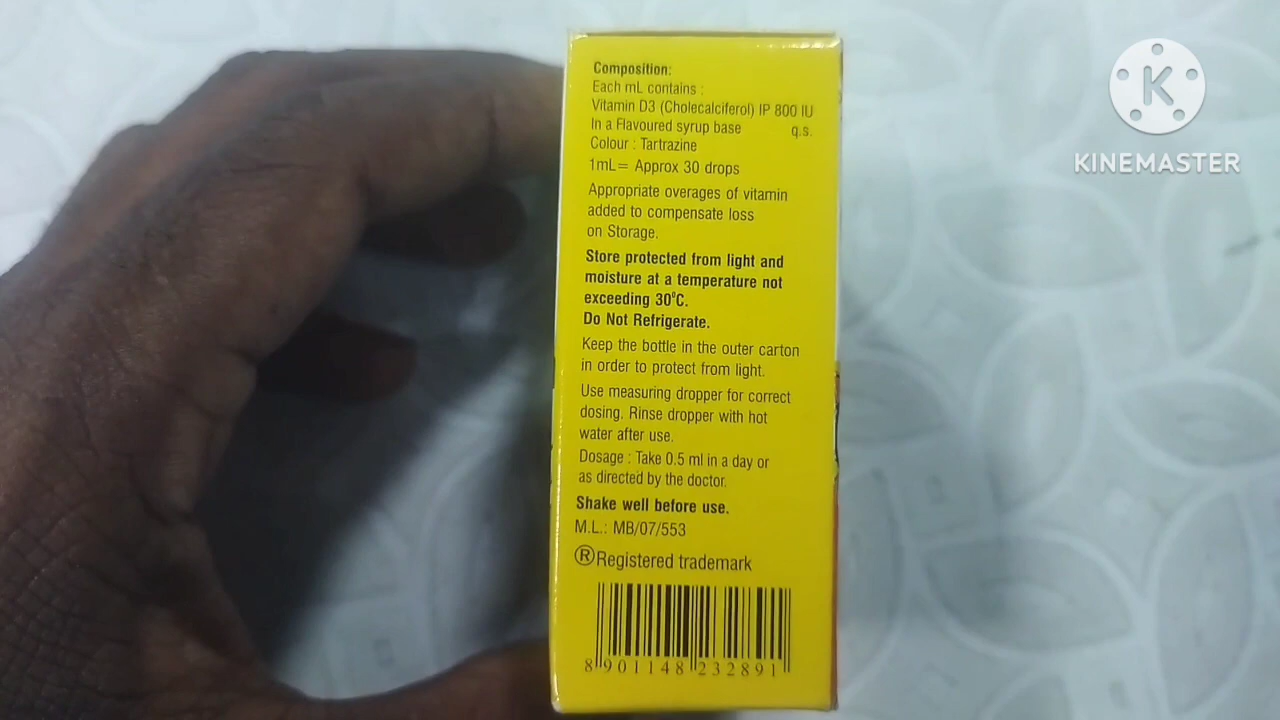 Composition:
Each mL contains :
Vitamin D3 (Cholecalciferol) IP 800 IU
In a Flavoured syrup base q.s.
Colour : Tartrazine
1mL= Approx 30 drops
Appropriate overages of vitamin
added to compensate loss
on Storage.
Store protected from light and
moisture at a temperature not
exceeding 30⁰C.
Do Not Refrigerate.
Keep the bottle in the outer carton
in order to protect from light.
Use measuring dropper for correct
dosing. Rinse dropper with hot
water after use.
Dosage : Take 0.5 ml in a day or
as directed by the doctor.
Shake well before use.
M.L.: MB/07/553
®Registered trademark
8 901148 232891
K
KINEMASTER